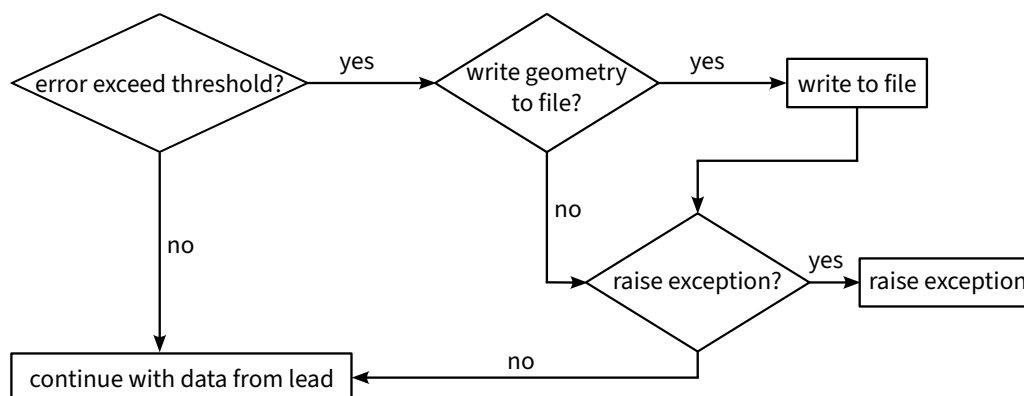 error exceed threshold?
yes
write geometry
to file?
yes
write to file
no
no
raise exception?
yes
raise exception
no
continue with data from lead